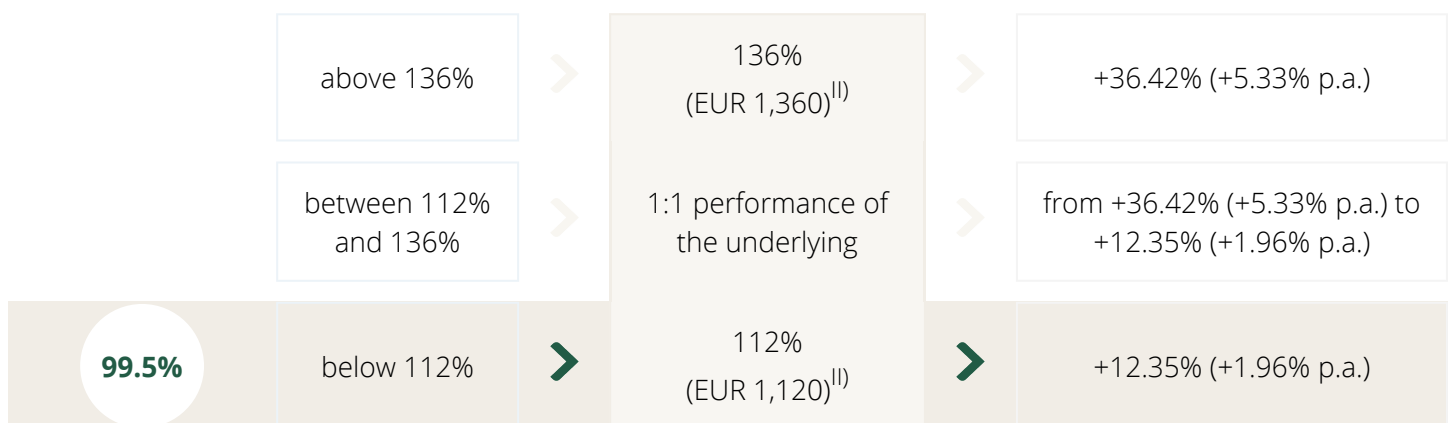 above 136%
136%
(EUR 1,360)II)
+36.42% (+5.33% p.a.)
between 112%
and 136%
1:1 performance of
the underlying
from +36.42% (+5.33% p.a.) to
+12.35% (+1.96% p.a.)
99.5%
below 112%
112%
(EUR 1,120)II)
+12.35% (+1.96% p.a.)